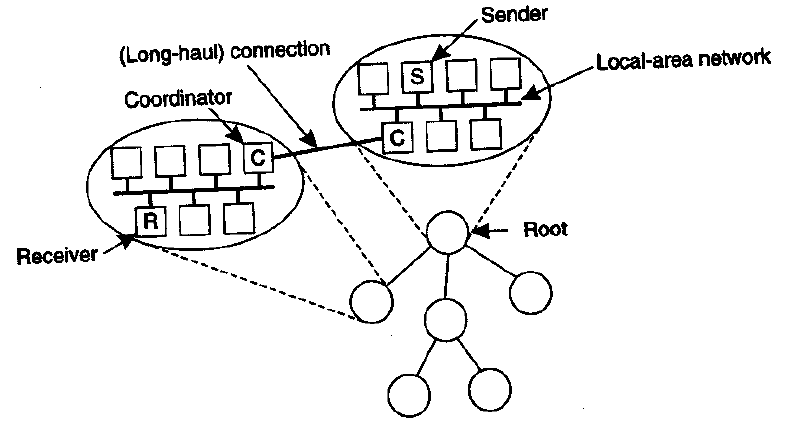 Sender
(Long-haul) connection
S
Local-area network
Coordinator
C
C
R
Root
Receiver